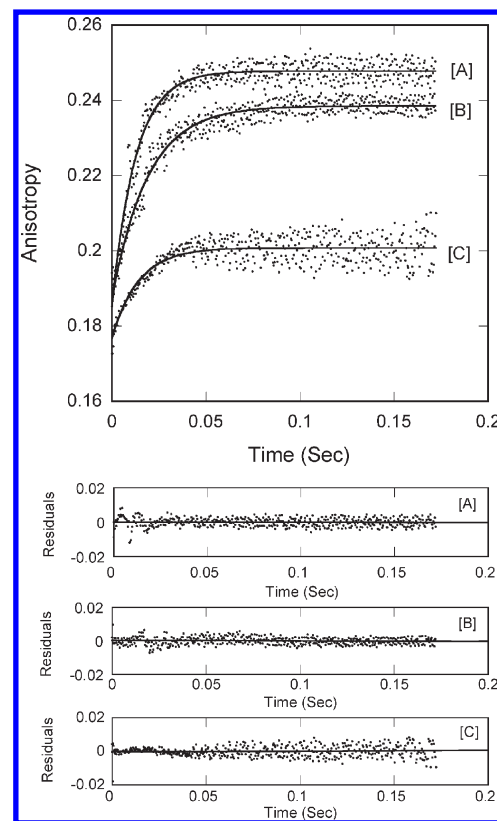 0.26
0.24
0.22
0.2
0.18
0.16
Anisotropy
[A]
[B]
[C]
0 0.05 0.1 0.15 0.2
Time (Sec)
0.02
0
-0.02
Residuals
[A]
0 0.05 0.1 0.15 0.2
Time (Sec)
0.02
0
-0.02
Residuals
[B]
0 0.05 0.1 0.15 0.2
Time (Sec)
0.02
0
-0.02
Residuals
[C]
0 0.05 0.1 0.15 0.2
Time (Sec)